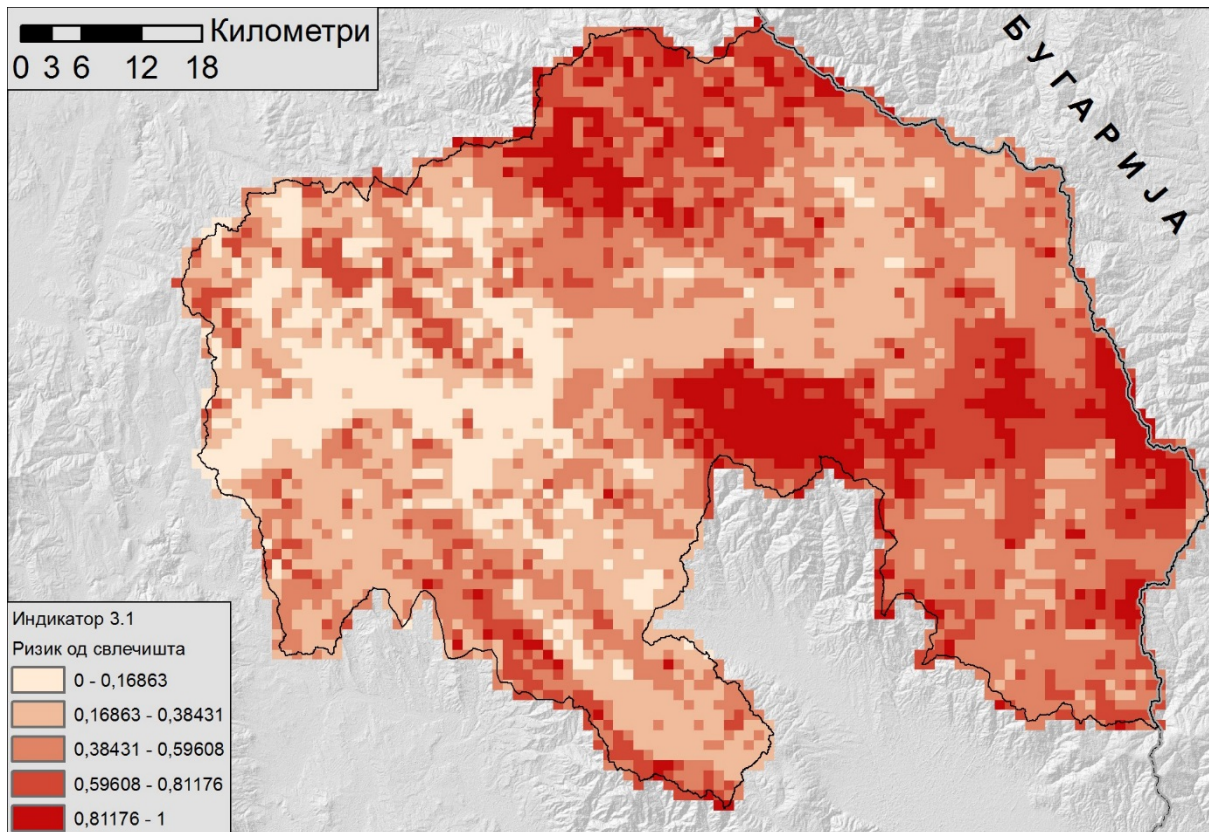 Километри
0 3 6 12 18
БУГАРИЈА
Индикатор 3.1
Ризик од свлечишта
0 - 0,16863
0,16863 - 0,38431
0,38431 - 0,59608
0,59608 - 0,81176
0,81176 - 1